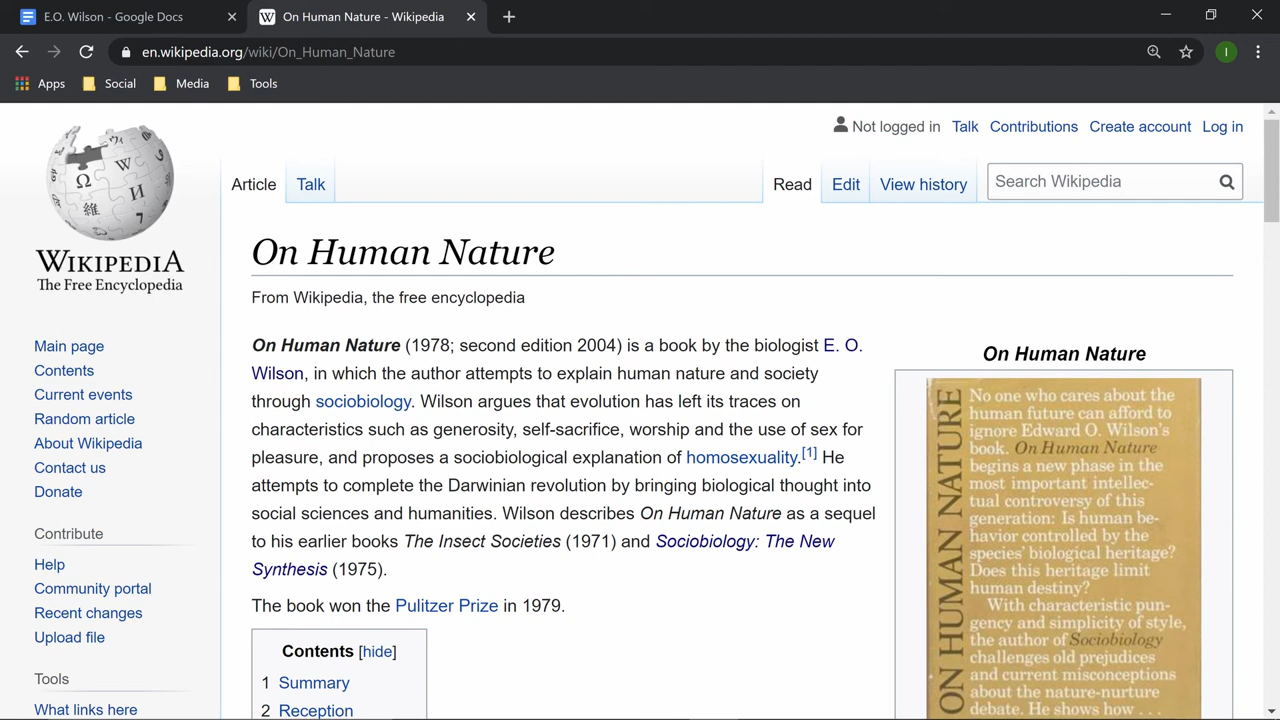 E.O. Wilson - Google Docs
On Human Nature - Wikipedia
en.wikipedia.org/wiki/On_Human_Nature
I
Apps
Social
Media
Tools
Not logged in Talk Contributions Create account Log in
Article Talk Read Edit View history Search Wikipedia
WIKIPEDIA
The Free Encyclopedia
Main page
Contents
Current events
Random article
About Wikipedia
Contact us
Donate
Contribute
Help
Community portal
Recent changes
Upload file
Tools
What links here
On Human Nature
From Wikipedia, the free encyclopedia
On Human Nature (1978; second edition 2004) is a book by the biologist E. O.
Wilson, in which the author attempts to explain human nature and society
through sociobiology. Wilson argues that evolution has left its traces on
characteristics such as generosity, self-sacrifice, worship and the use of sex for
pleasure, and proposes a sociobiological explanation of homosexuality.[1] He
attempts to complete the Darwinian revolution by bringing biological thought into
social sciences and humanities. Wilson describes On Human Nature as a sequel
to his earlier books The Insect Societies (1971) and Sociobiology: The New
Synthesis (1975).
The book won the Pulitzer Prize in 1979.
Contents [hide]
1 Summary
2 Reception
On Human Nature
ON HUMAN NATURE
No one who cares about the
human future can afford to
ignore Edward O. Wilson's
book. On Human Nature
begins a new phase in the
most important intellec-
tual controversy of this
generation: Is human be-
havior controlled by the
species' biological heritage?
Does this heritage limit
human destiny?
With characteristic pun-
gency and simplicity of style,
the author of Sociobiology
challenges old prejudices
and current misconceptions
about the nature-nurture
debate. He shows how . . .